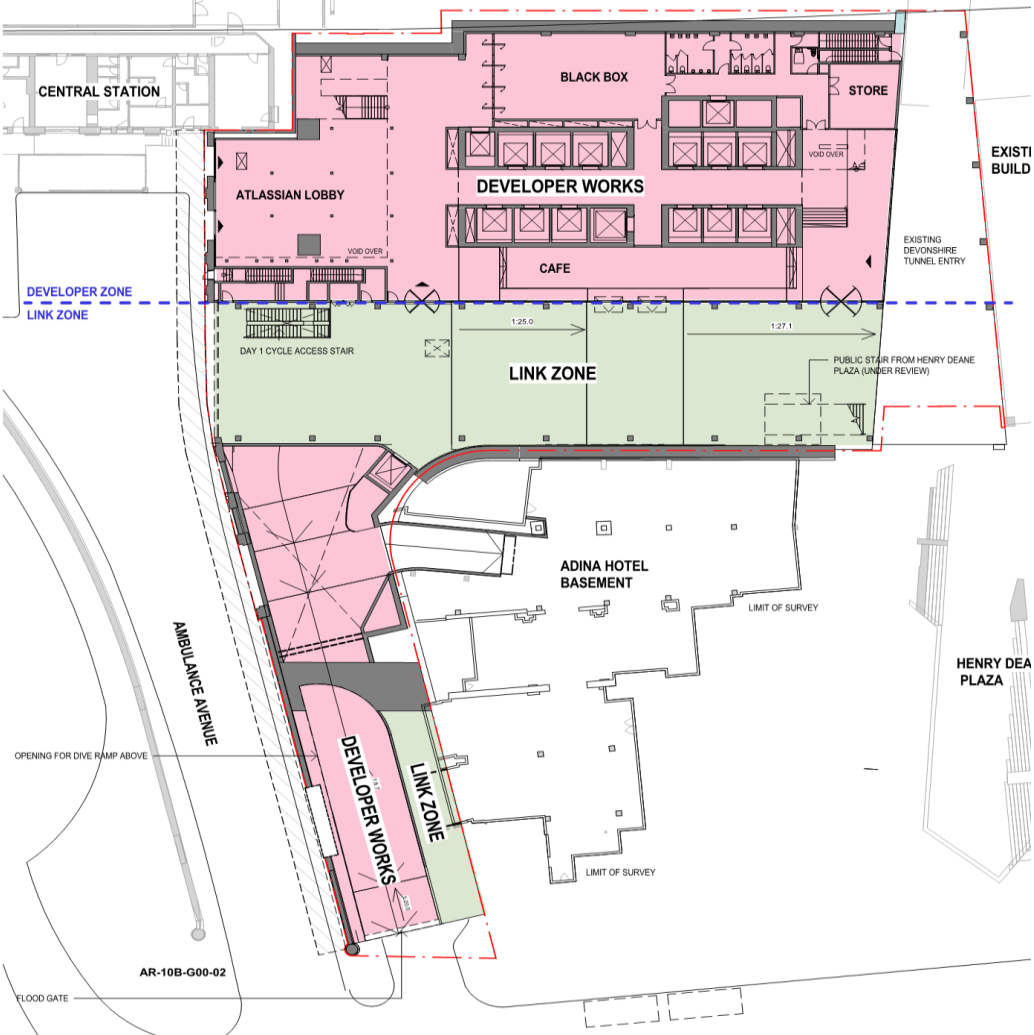 CENTRAL STATION
BLACK BOX
STORE
VOID OVER
EXISTI
BUILD
DEVELOPER WORKS
ATLASSIAN LOBBY
VOID OVER
EXISTING
DEVONSHIRE
TUNNEL ENTRY
CAFE
DEVELOPER ZONE
LINK ZONE
1:25.0
1:27.1
DAY 1 CYCLE ACCESS STAIR
LINK ZONE
PUBLIC STAIR FROM HENRY DEANE
PLAZA (UNDER REVIEW)
ADINA HOTEL
BASEMENT
LIMIT OF SURVEY
AMBULANCE AVENUE
HENRY DEA
PLAZA
OPENING FOR DIVE RAMP ABOVE
DEVELOPER WORKS
LINK ZONE
LIMIT OF SURVEY
1:20.0
AR-10B-G00-02
FLOOD GATE